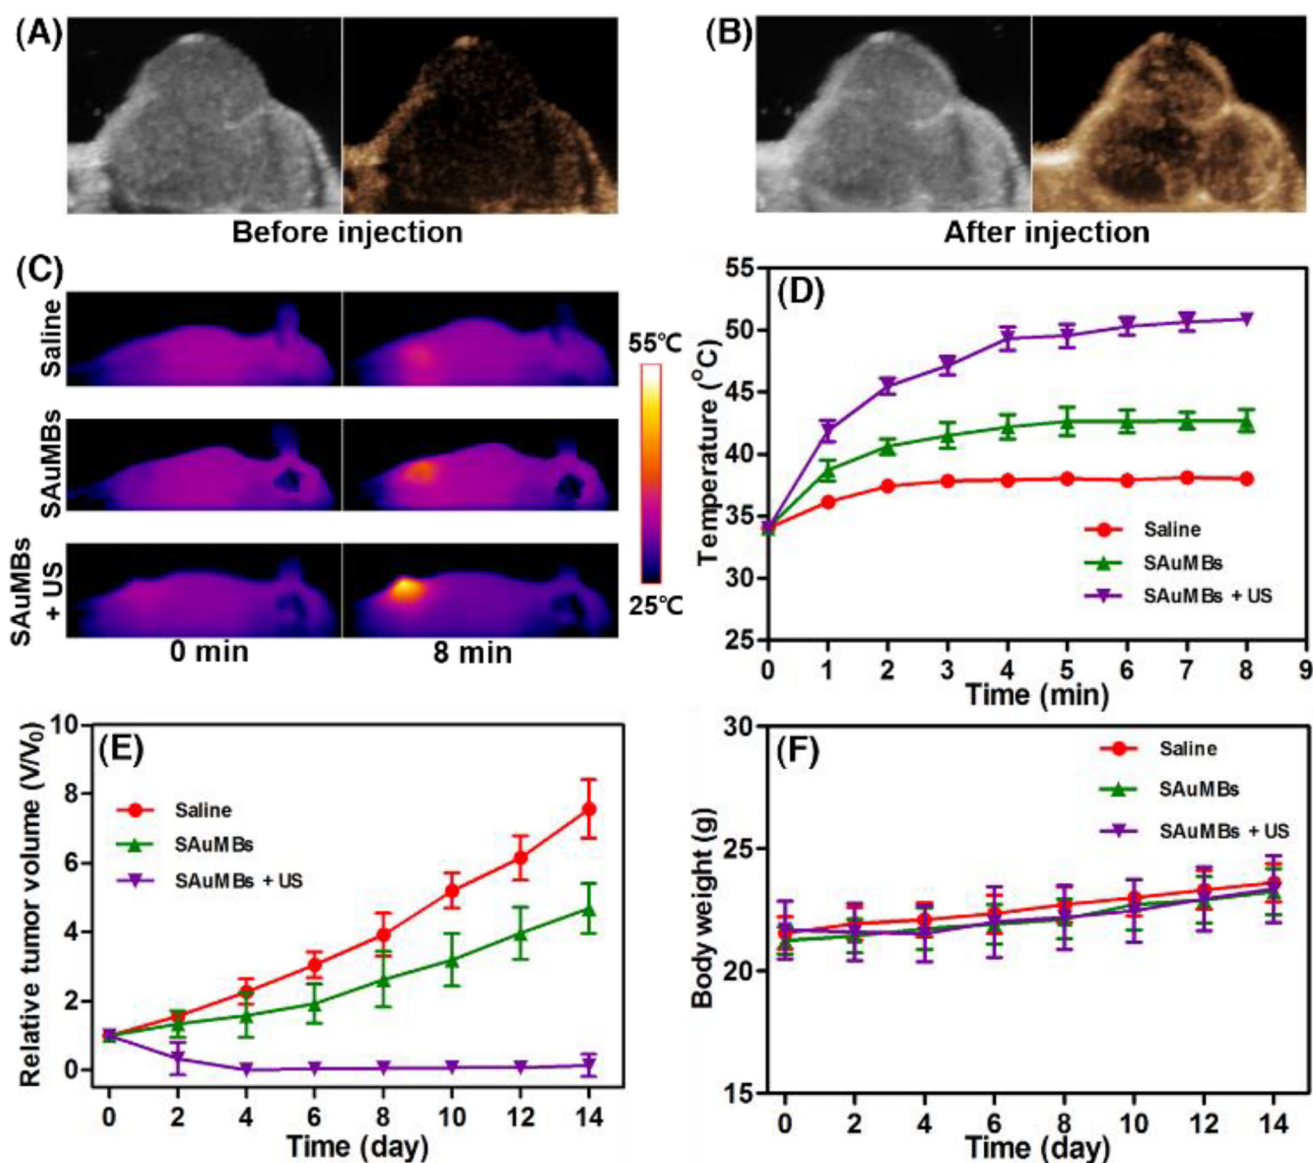 (A)
(B)
Before injection
After injection
(C)
Saline
SAuMBs
SAuMBs
+ US
0 min
8 min
55℃
25℃
(D)
Temperature (°C)
55
50
45
40
35
30
25
Saline
SAuMBs
SAuMBs + US
0 1 2 3 4 5 6 7 8 9
Time (min)
(E)
Relative tumor volume (V/V₀)
10
8
6
4
2
0
Saline
SAuMBs
SAuMBs + US
0 2 4 6 8 10 12 14
Time (day)
(F)
Body weight (g)
30
25
20
15
Saline
SAuMBs
SAuMBs + US
0 2 4 6 8 10 12 14
Time (day)